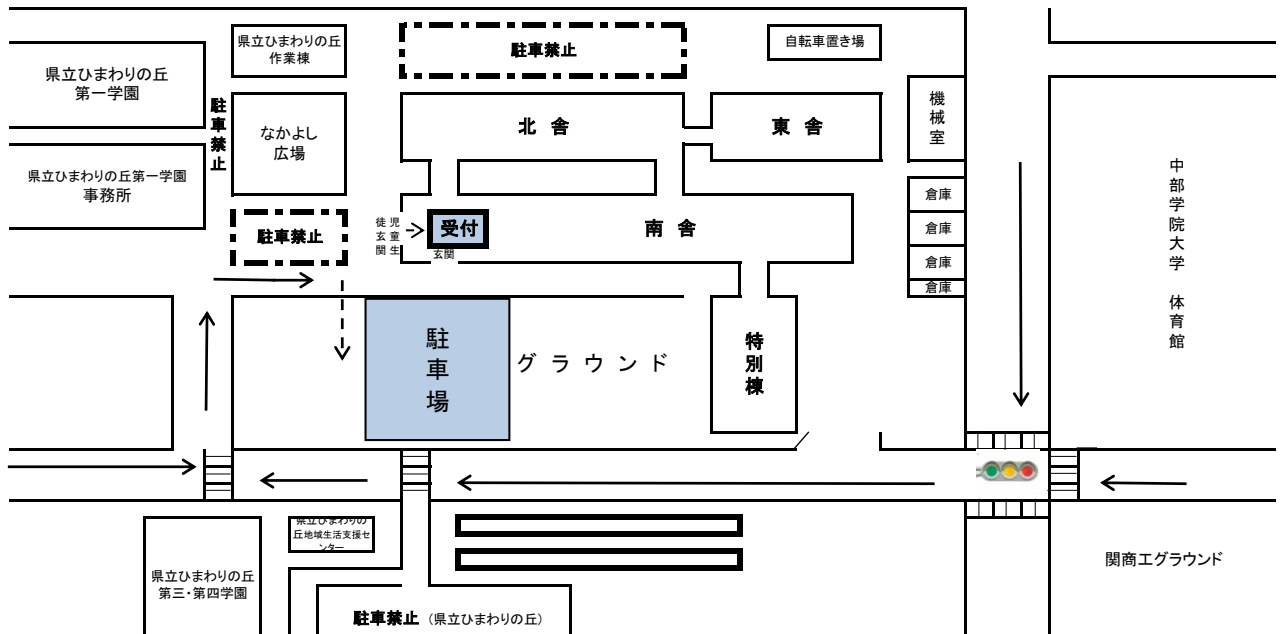 県立ひまわりの丘
作業棟
駐車禁止
自転車置き場
県立ひまわりの丘
第一学園
駐車禁止
なかよし
広場
北 舎
東 舎
機械室
県立ひまわりの丘第一学園
事務所
駐車禁止
児童生
徒玄関
受付
玄関
南 舎
倉庫
倉庫
倉庫
倉庫
中部学院大学 体育館
駐車場
グラウンド
特別棟
県立ひまわりの丘
第三・第四学園
県立ひまわりの
丘地域生活支援セ
ンター
駐車禁止（県立ひまわりの丘）
関商工グラウンド